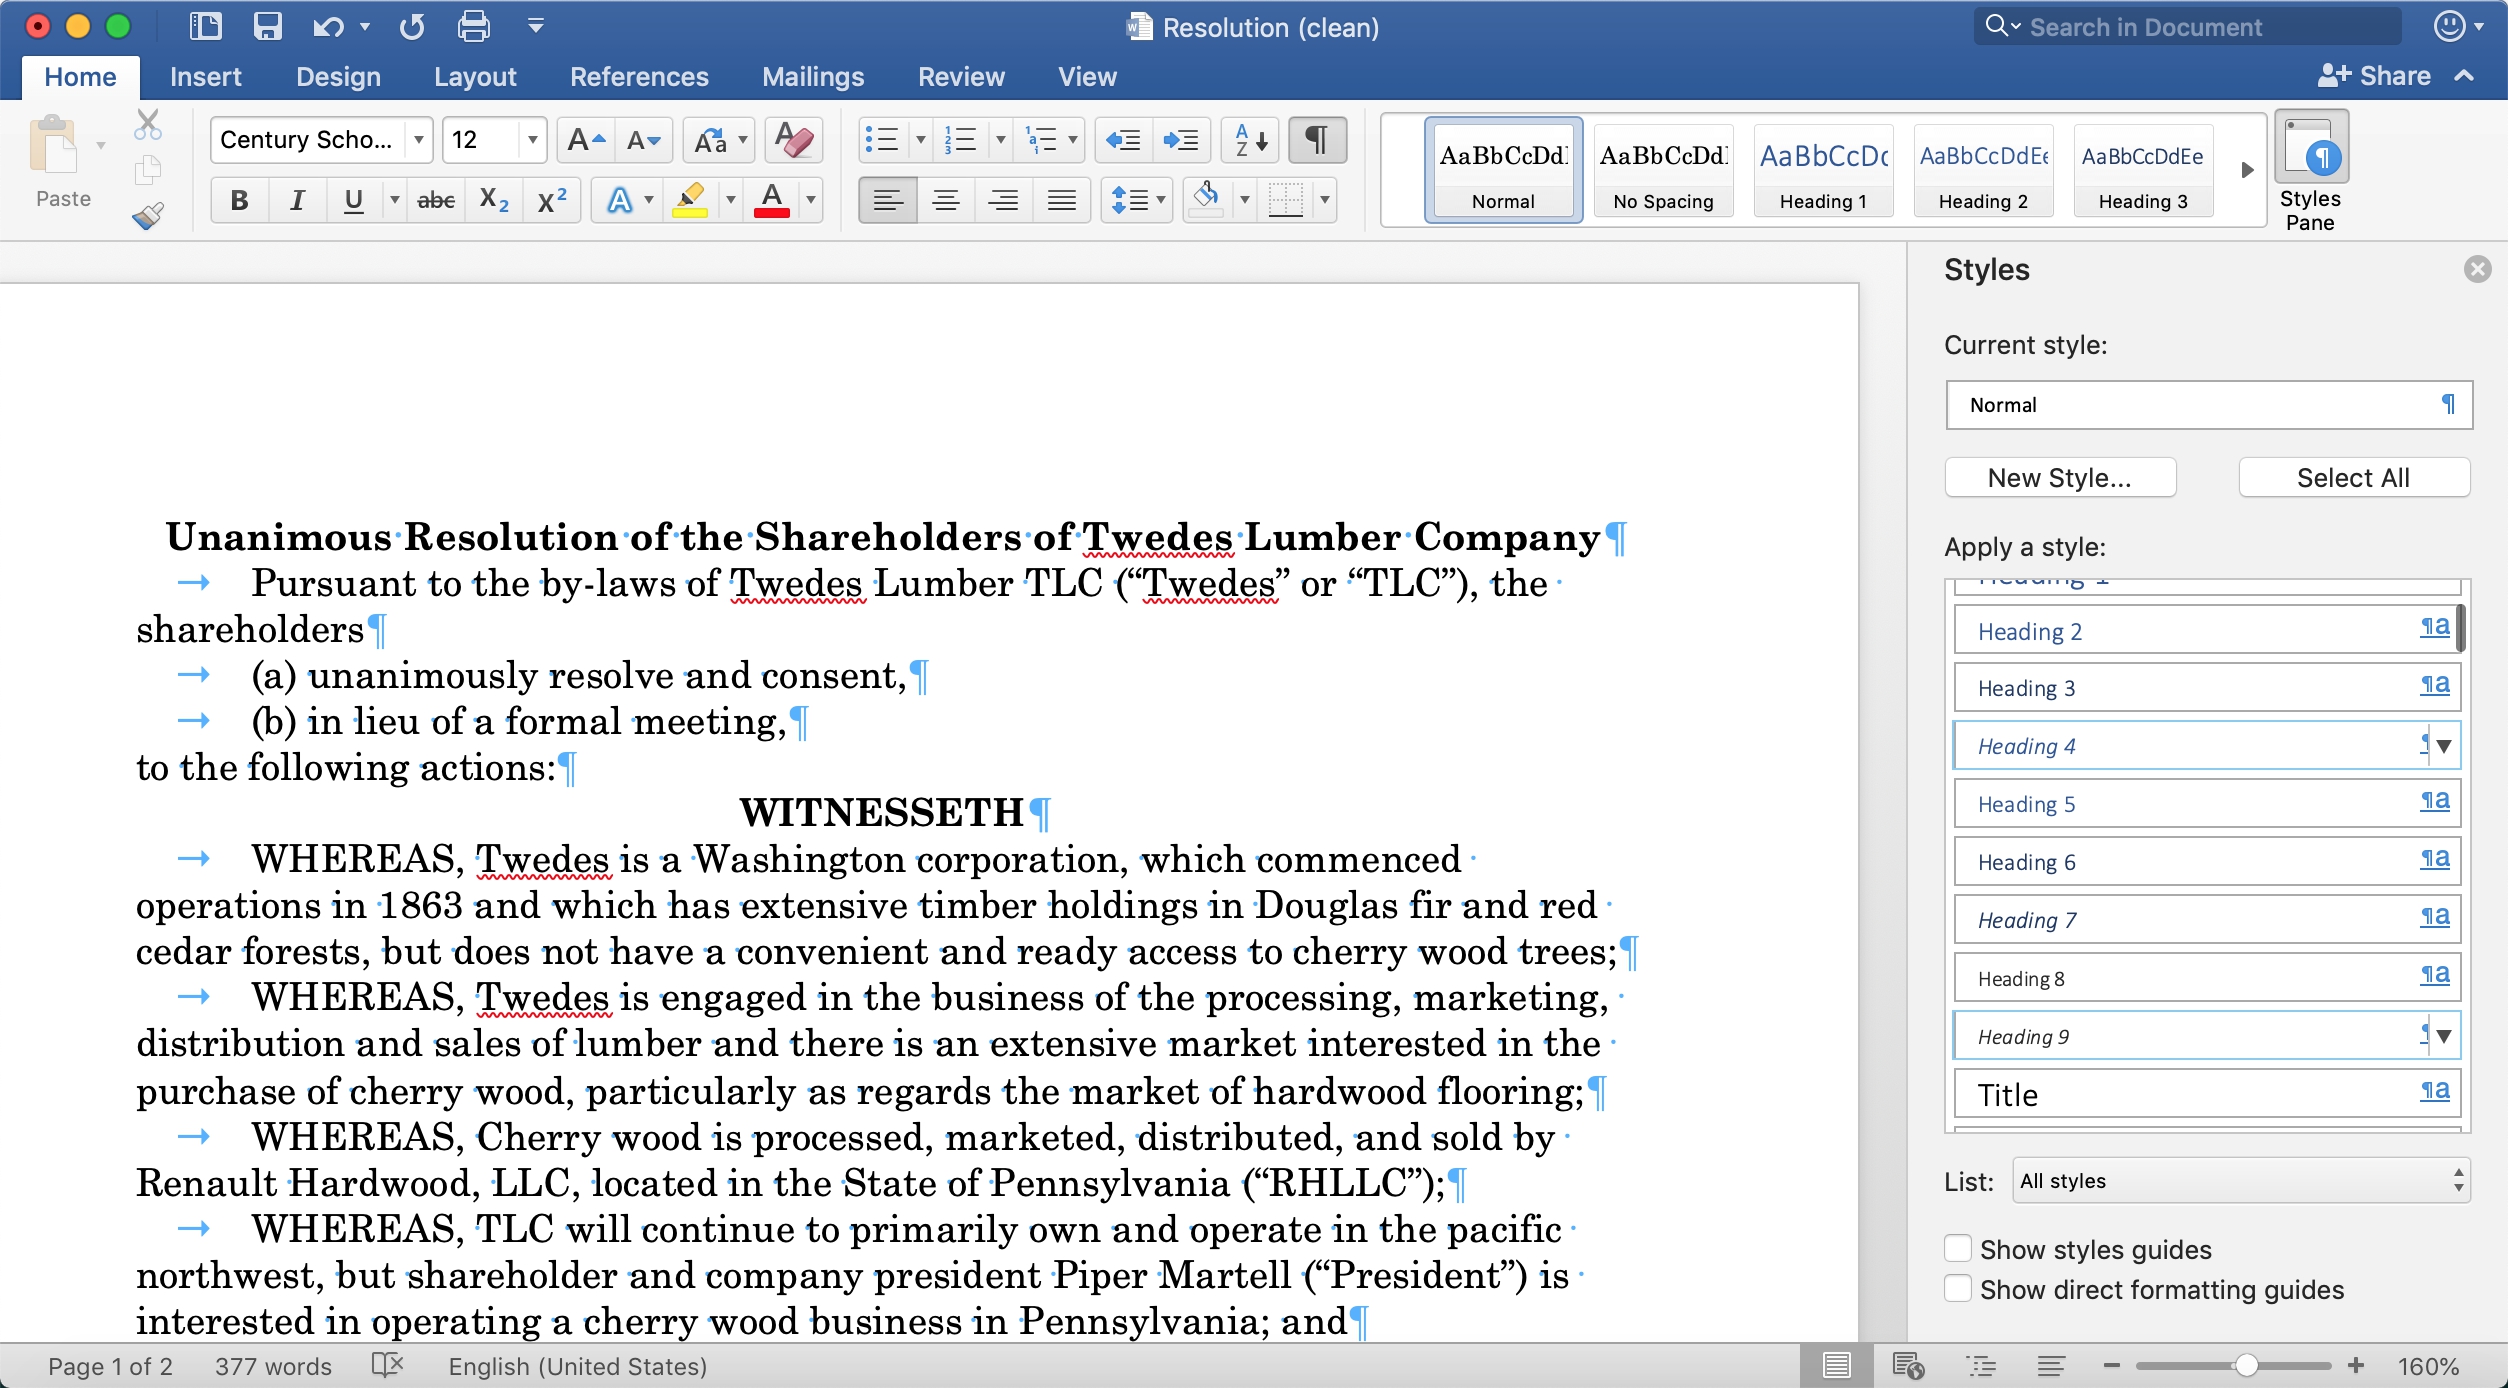 Resolution (clean)
Search in Document
Home Insert Design Layout References Mailings Review View
Share
Paste
Century Scho...
12
AaBbCcDd
Normal
AaBbCcDd
No Spacing
AaBbCcDc
Heading 1
AaBbCcDdEe
Heading 2
AaBbCcDdEe
Heading 3
Styles
Pane
Unanimous Resolution of the Shareholders of Twedes Lumber Company¶
→ Pursuant to the by-laws of Twedes Lumber TLC (“Twedes” or “TLC”), the
shareholders¶
→ (a) unanimously resolve and consent,¶
→ (b) in lieu of a formal meeting,¶
to the following actions:¶
WITNESSETH¶
→ WHEREAS, Twedes is a Washington corporation, which commenced
operations in 1863 and which has extensive timber holdings in Douglas fir and red
cedar forests, but does not have a convenient and ready access to cherry wood trees;¶
→ WHEREAS, Twedes is engaged in the business of the processing, marketing,
distribution and sales of lumber and there is an extensive market interested in the
purchase of cherry wood, particularly as regards the market of hardwood flooring;¶
→ WHEREAS, Cherry wood is processed, marketed, distributed, and sold by
Renault Hardwood, LLC, located in the State of Pennsylvania (“RHLLC”);¶
→ WHEREAS, TLC will continue to primarily own and operate in the pacific
northwest, but shareholder and company president Piper Martell (“President”) is
interested in operating a cherry wood business in Pennsylvania; and¶
Styles
Current style:
Normal ¶
New Style... Select All
Apply a style:
Heading 1
Heading 2 ¶a
Heading 3 ¶a
Heading 4
Heading 5 ¶a
Heading 6 ¶a
Heading 7 ¶a
Heading 8 ¶a
Heading 9
Title ¶a
List: All styles
Show styles guides
Show direct formatting guides
Page 1 of 2 377 words English (United States) 160%